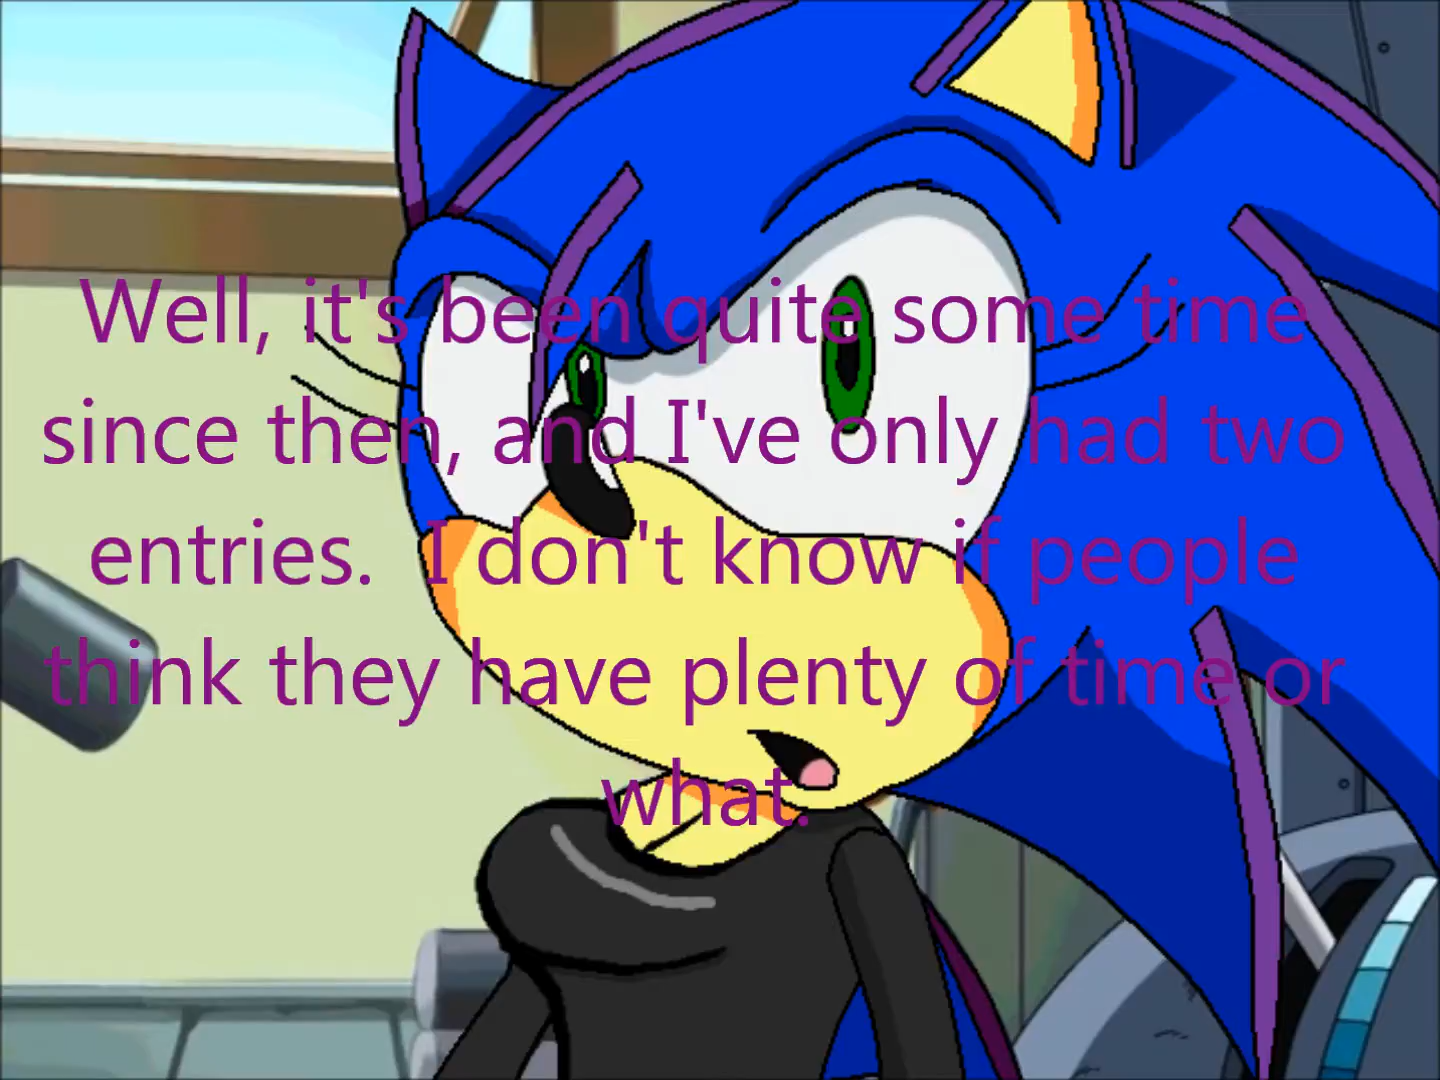 Well, it's been quite some time
since then, and I've only had two
entries.  I don't know if people
think they have plenty of time or
what.